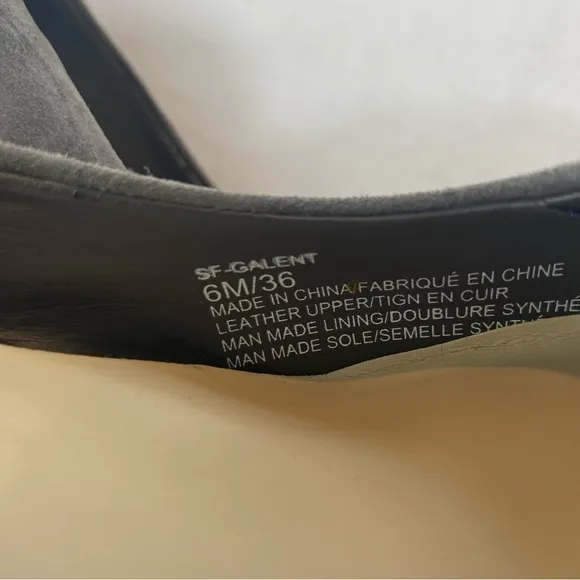 SF-GALENT
6M/36
MADE IN CHINA/FABRIQUÉ EN CHINE
LEATHER UPPER/TIGN EN CUIR
MAN MADE LINING/DOUBLURE SYNTHÉ
MAN MADE SOLE/SEMELLE